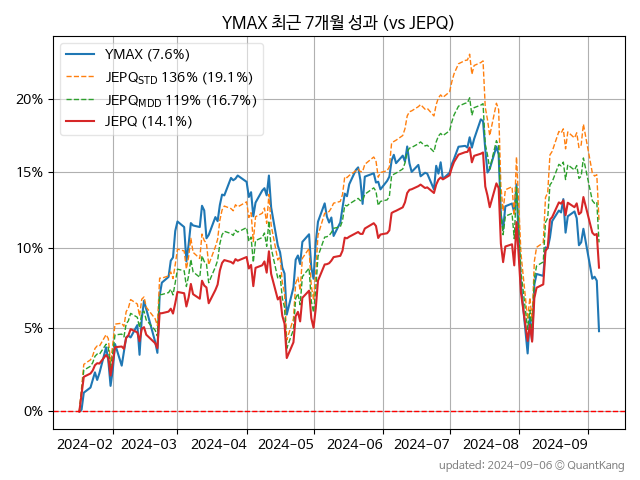 YMAX 최근 7개월 성과 (vs JEPQ)
YMAX (7.6%)
JEPQSTD 136% (19.1%)
JEPQMDD 119% (16.7%)
JEPQ (14.1%)
20%
15%
10%
5%
0%
2024-02 2024-03 2024-04 2024-05 2024-06 2024-07 2024-08 2024-09
updated: 2024-09-06 © QuantKang